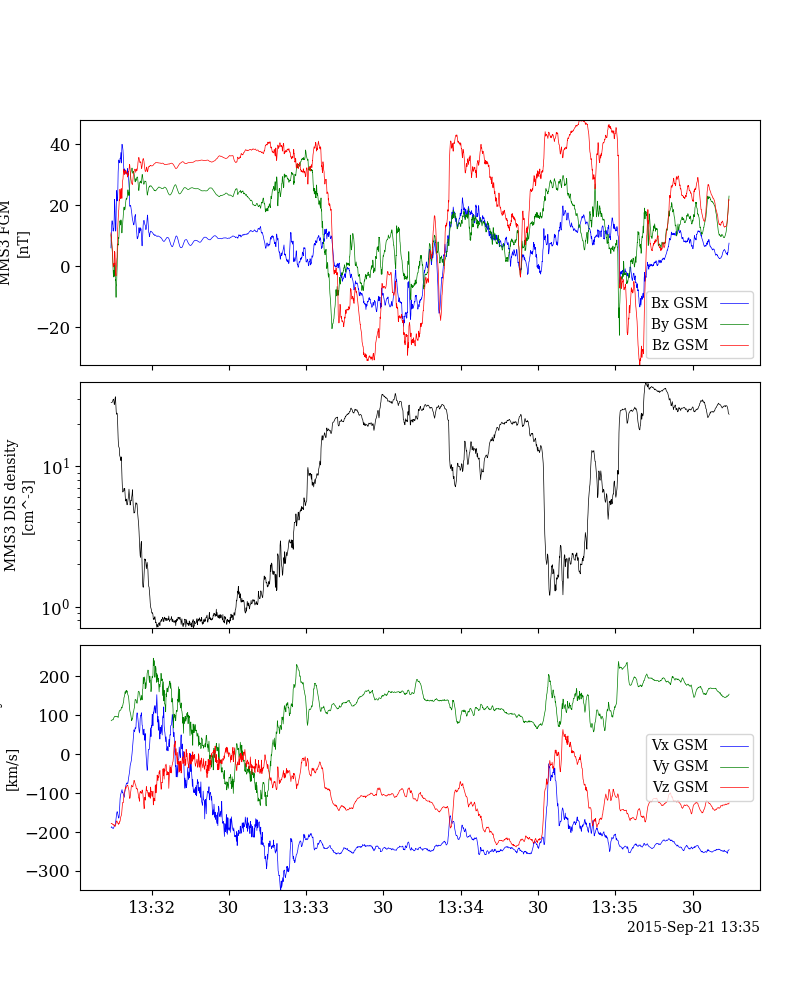 40
20
0
−20
MMS3 FGM
[nT]
Bx GSM
By GSM
Bz GSM
10^1
10^0
MMS3 DIS density
[cm^-3]
200
100
0
−100
−200
−300
[km/s]
Vx GSM
Vy GSM
Vz GSM
13:32 30 13:33 30 13:34 30 13:35 30
2015-Sep-21 13:35